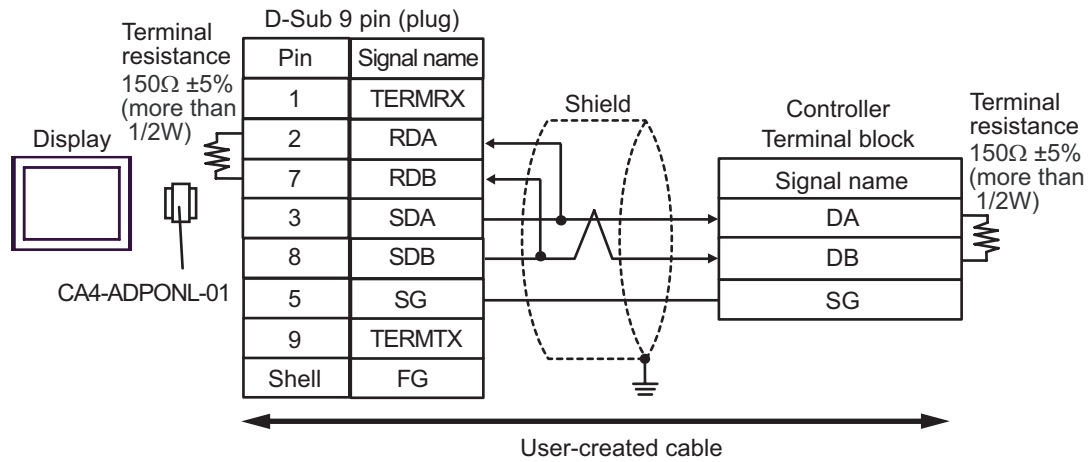 D-Sub 9 pin (plug)
Terminal
resistance
150Ω ±5%
(more than
1/2W)
Display
CA4-ADPONL-01
Pin Signal name
1 TERMRX
2 RDA
7 RDB
3 SDA
8 SDB
5 SG
9 TERMTX
Shell FG
Shield
Controller
Terminal block
Signal name
DA
DB
SG
Terminal
resistance
150Ω ±5%
(more than
1/2W)
User-created cable